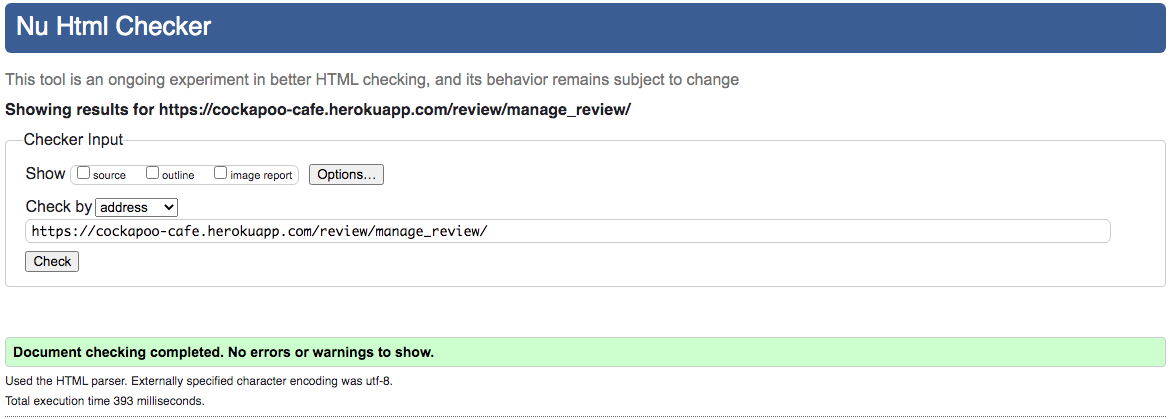 Nu Html Checker
This tool is an ongoing experiment in better HTML checking, and its behavior remains subject to change
Showing results for https://cockapoo-cafe.herokuapp.com/review/manage_review/
Checker Input
Show source outline image report Options...
Check by address
https://cockapoo-cafe.herokuapp.com/review/manage_review/
Check
Document checking completed. No errors or warnings to show.
Used the HTML parser. Externally specified character encoding was utf-8.
Total execution time 393 milliseconds.